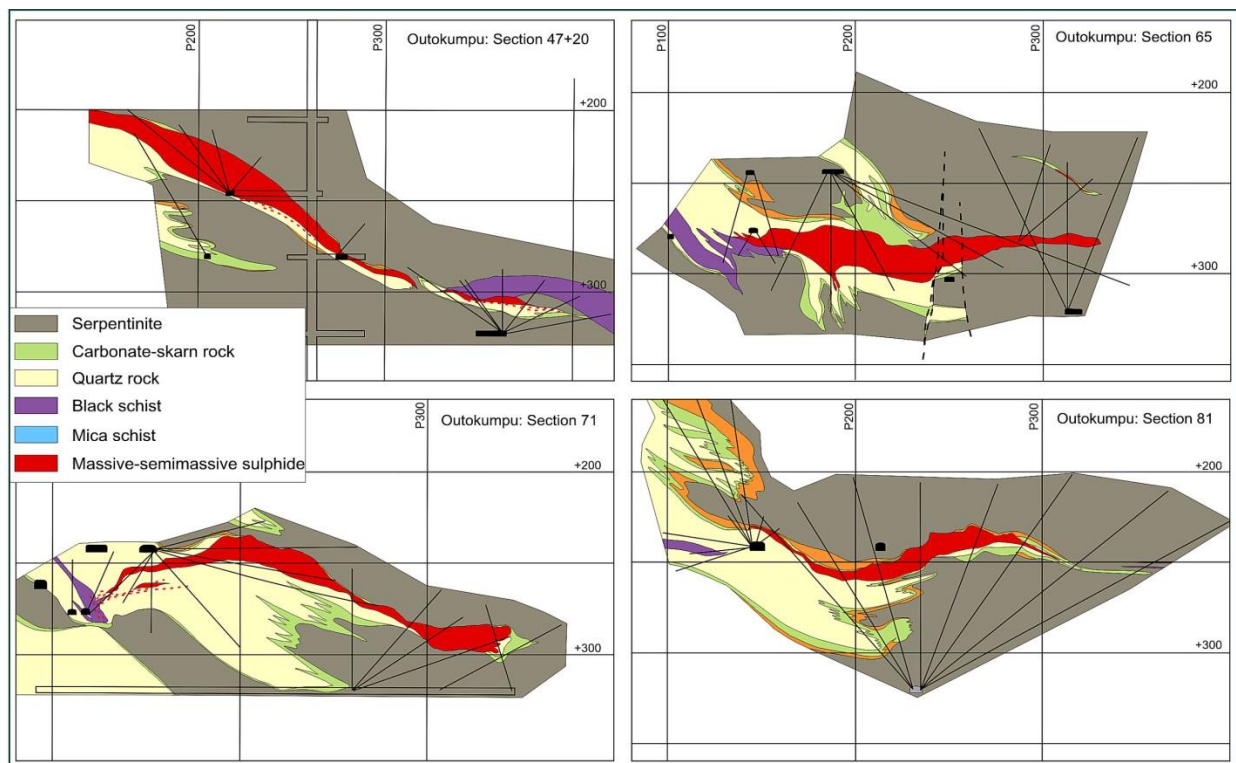 P200
P300
Outokumpu: Section 47+20
+200
+300
P100
P200
P300
Outokumpu: Section 65
+200
+300
Serpentinite
Carbonate-skarn rock
Quartz rock
Black schist
Mica schist
Massive-semimassive sulphide
P300
Outokumpu: Section 71
+200
+300
P100
P200
P300
Outokumpu: Section 81
+200
+300